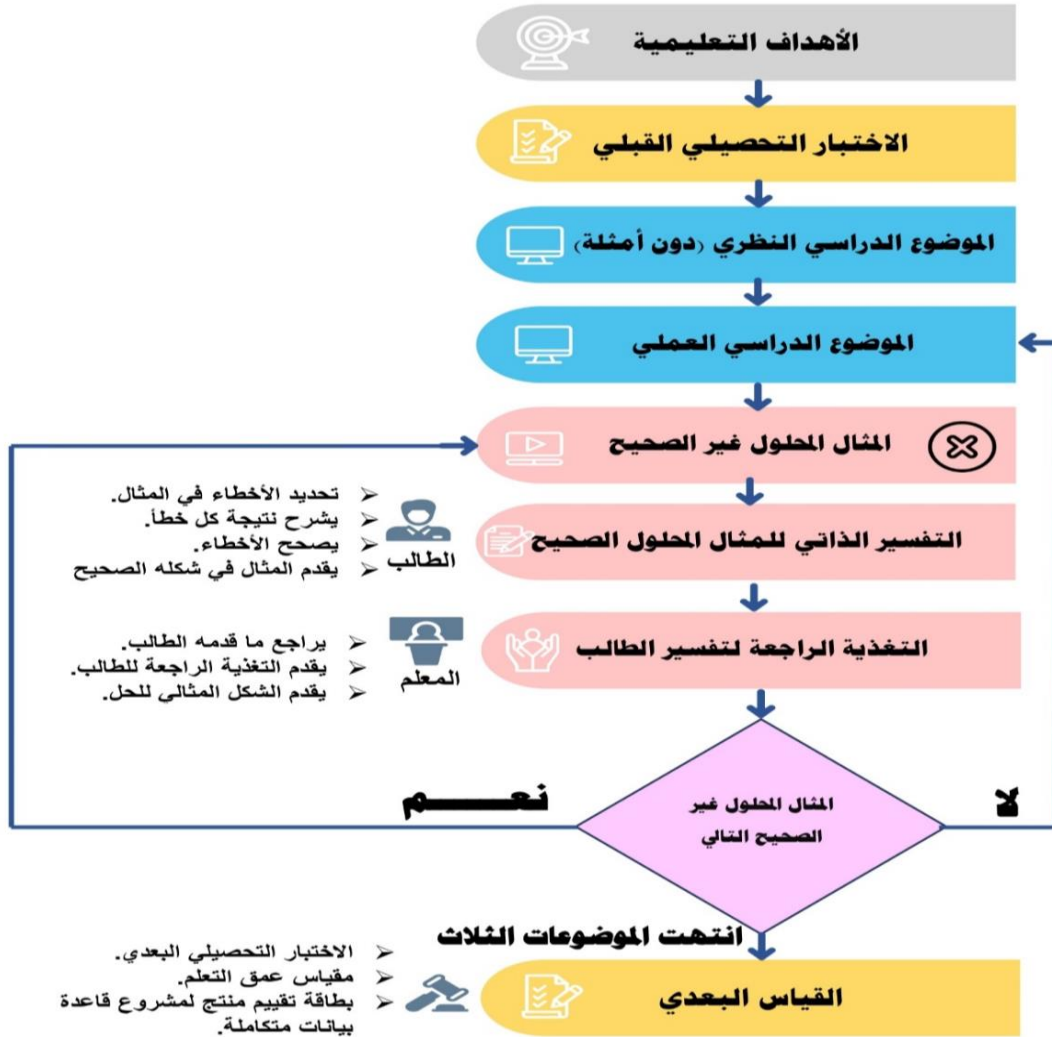 الأهداف التعليمية
الاختبار التحصيلي القبلي
الموضوع الدراسي النظري (دون أمثلة)
الموضوع الدراسي العملي
المثال المحلول غير الصحيح
التفسير الذاتي للمثال المحلول الصحيح
الطالب
➢ تحديد الأخطاء في المثال.
➢ يشرح نتيجة كل خطأ.
➢ يصحح الأخطاء.
➢ يقدم المثال في شكله الصحيح
التغذية الراجعة لتفسير الطالب
المعلم
➢ يراجع ما قدمه الطالب.
➢ يقدم التغذية الراجعة للطالب.
➢ يقدم الشكل المثالي للحل.
لا
المثال المحلول غير
الصحيح التالي
نعـــــم
انتهت الموضوعات الثلاث
القياس البعدي
➢ الاختبار التحصيلي البعدي.
➢ مقياس عمق التعلم.
➢ بطاقة تقييم منتج لمشروع قاعدة
بيانات متكاملة.